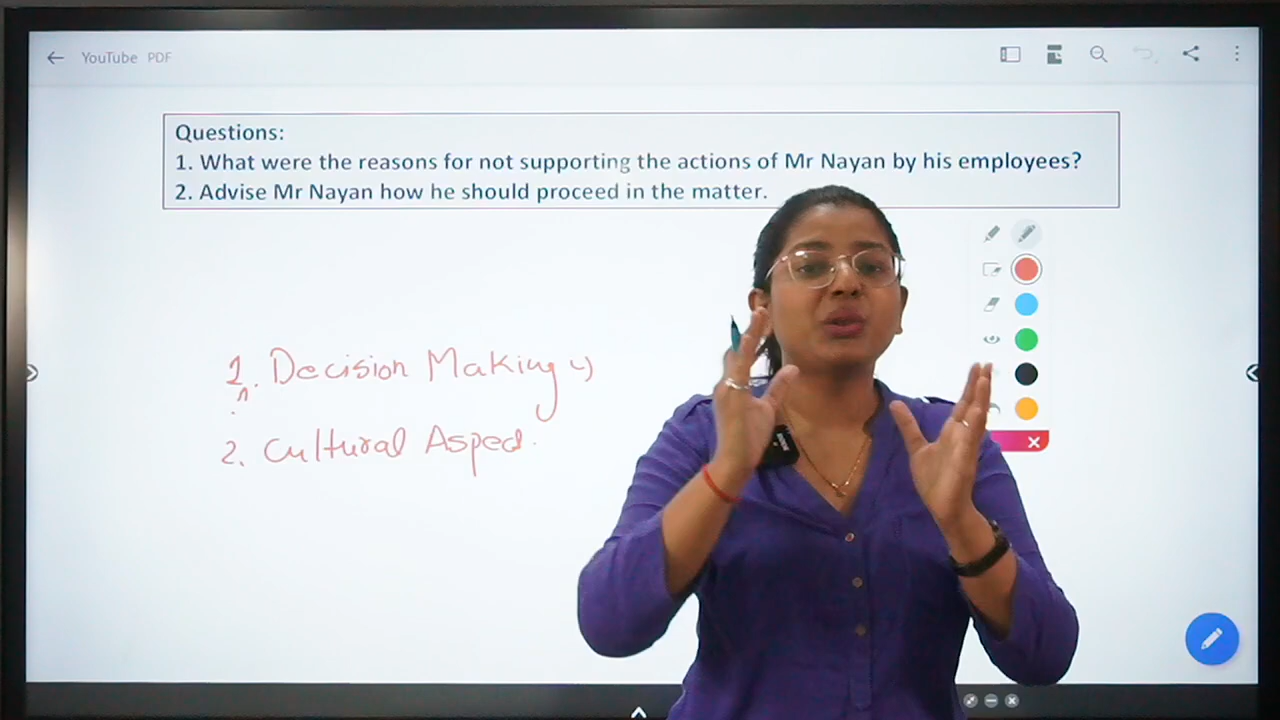 YouTube PDF
Questions:
1. What were the reasons for not supporting the actions of Mr Nayan by his employees?
2. Advise Mr Nayan how he should proceed in the matter.
1. Decision Making
2. Cultural Aspect.